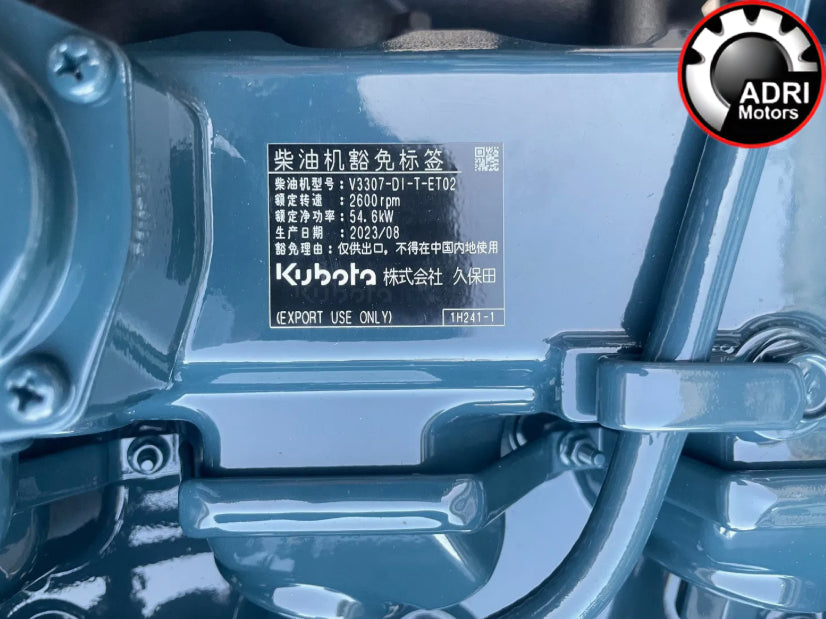 ADRI
Motors
柴油机豁免标签
柴油机型号：V3307-DI-T-ET02
额定转速：2600rpm
额定净功率：54.6kW
生产日期：2023/08
豁免理由：仅供出口，不得在中国内地使用
Kubota 株式会社 久保田
(EXPORT USE ONLY)
1H241-1